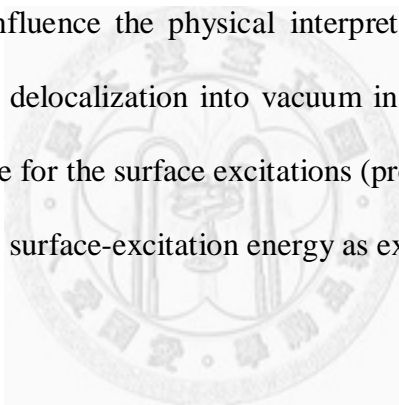 nfluence the physical interpret
delocalization into vacuum in
e for the surface excitations (pr
surface-excitation energy as ex